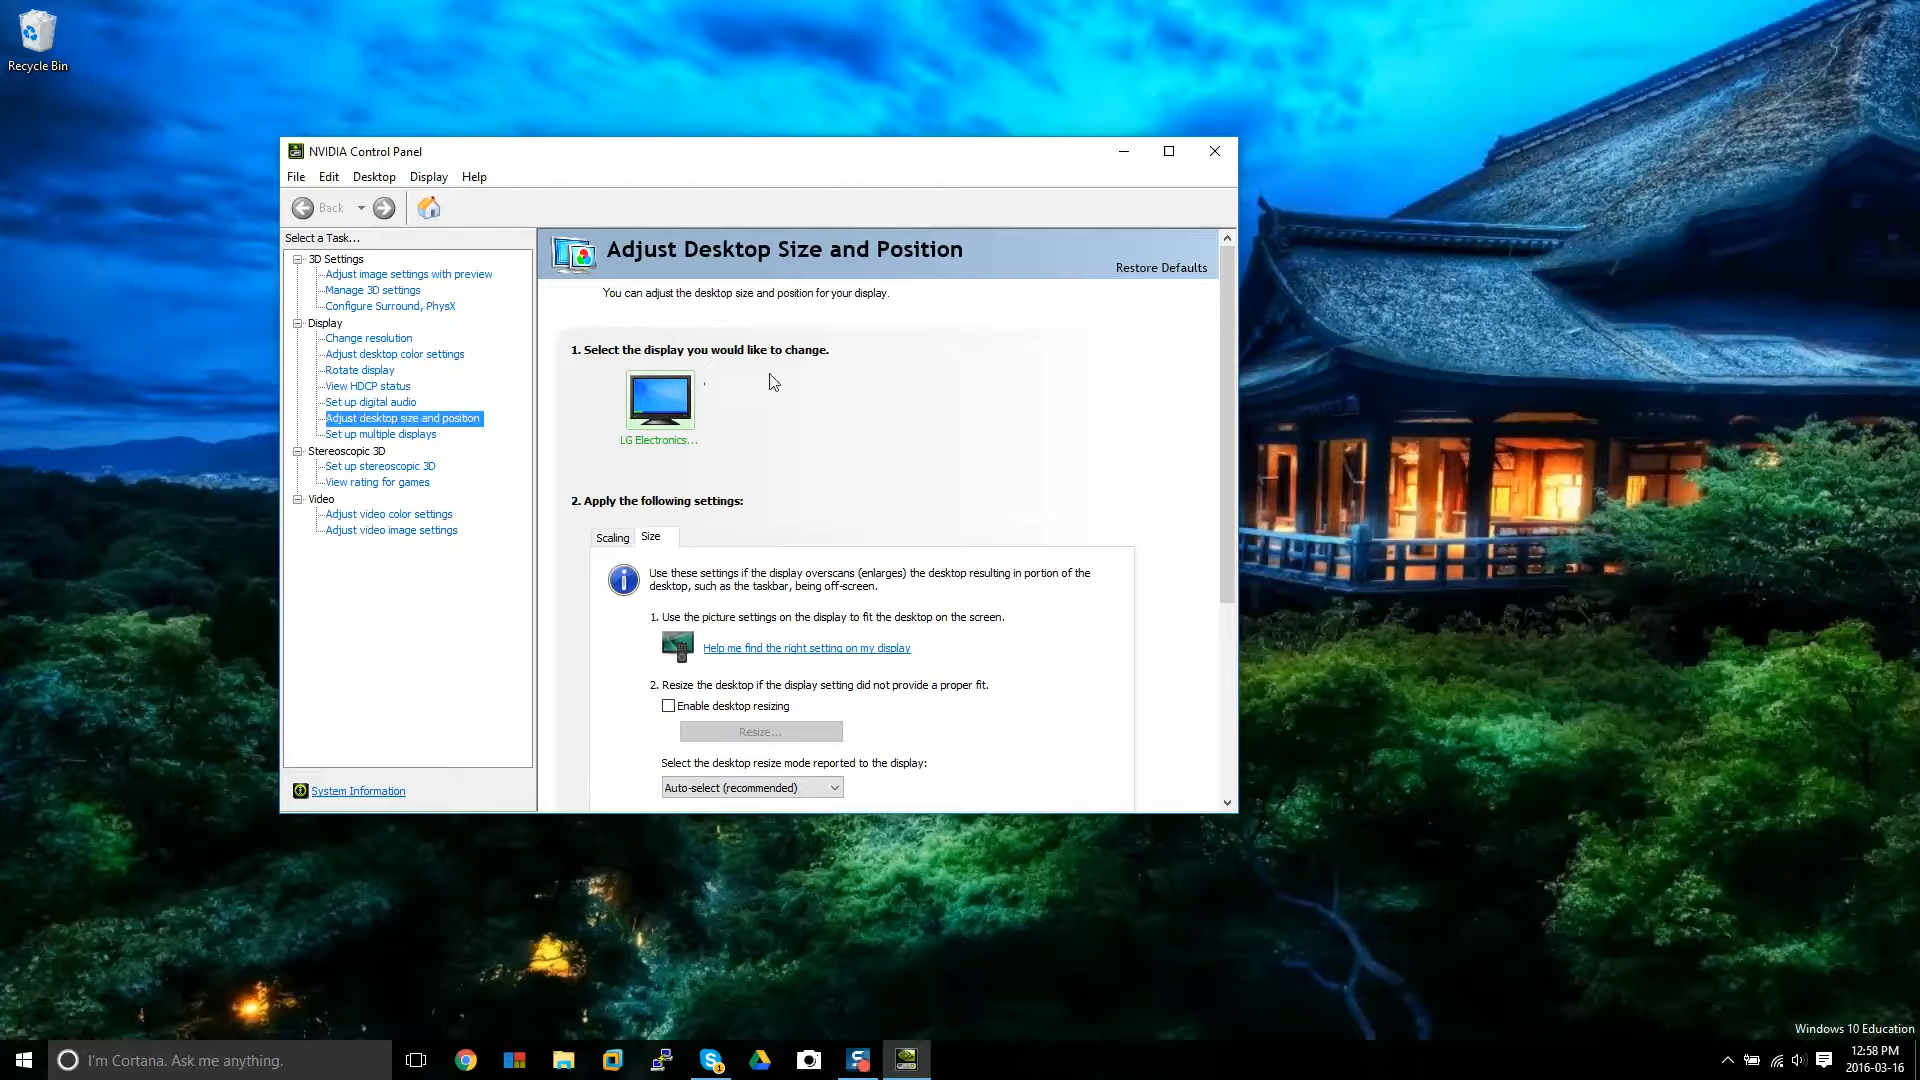 Recycle Bin
NVIDIA Control Panel
File Edit Desktop Display Help
Back
Select a Task...
3D Settings
Adjust image settings with preview
Manage 3D settings
Configure Surround, PhysX
Display
Change resolution
Adjust desktop color settings
Rotate display
View HDCP status
Set up digital audio
Adjust desktop size and position
Set up multiple displays
Stereoscopic 3D
Set up stereoscopic 3D
View rating for games
Video
Adjust video color settings
Adjust video image settings
System Information
Adjust Desktop Size and Position
Restore Defaults
You can adjust the desktop size and position for your display.
1. Select the display you would like to change.
LG Electronics...
2. Apply the following settings:
Scaling Size
Use these settings if the display overscans (enlarges) the desktop resulting in portion of the
desktop, such as the taskbar, being off-screen.
1. Use the picture settings on the display to fit the desktop on the screen.
Help me find the right setting on my display
2. Resize the desktop if the display setting did not provide a proper fit.
Enable desktop resizing
Resize...
Select the desktop resize mode reported to the display:
Auto-select (recommended)
Windows 10 Education
I'm Cortana. Ask me anything.
1
12:58 PM
2016-03-16